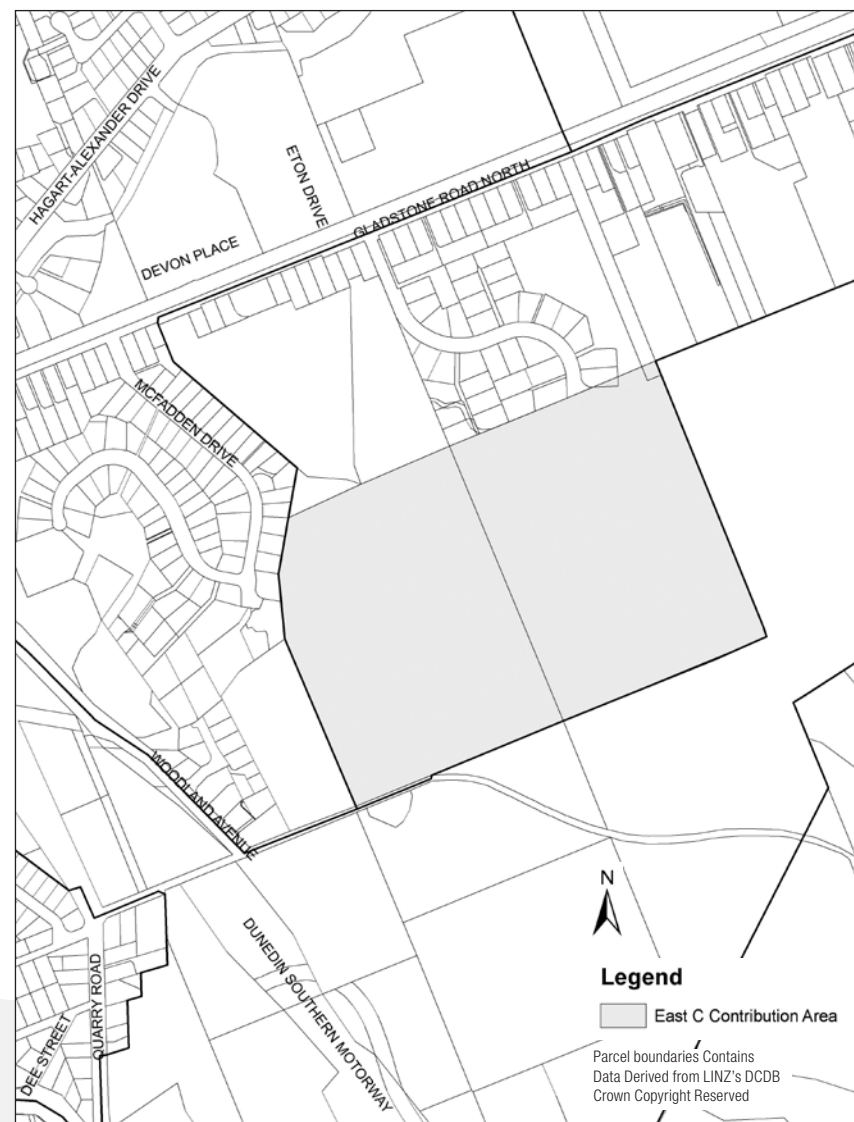 HAGART-ALEXANDER DRIVE
ETON DRIVE
GLADSTONE ROAD NORTH
DEVON PLACE
MCFADDEN DRIVE
WOODLAND AVENUE
DUNEDIN SOUTHERN MOTORWAY
QUARRY ROAD
DEE STREET
N
Legend
East C Contribution Area
Parcel boundaries Contains
Data Derived from LINZ's DCDB
Crown Copyright Reserved